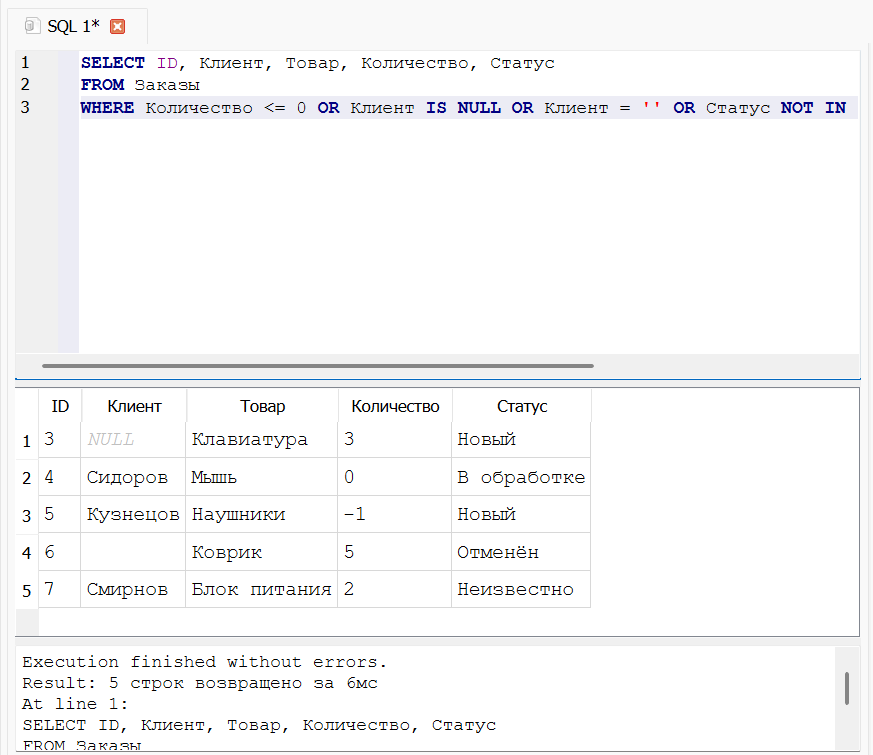 SQL 1*
1 SELECT ID, Клиент, Товар, Количество, Статус
2 FROM Заказы
3 WHERE Количество <= 0 OR Клиент IS NULL OR Клиент = '' OR Статус NOT IN
ID Клиент Товар Количество Статус
1 3 NULL Клавиатура 3 Новый
2 4 Сидоров Мышь 0 В обработке
3 5 Кузнецов Наушники -1 Новый
4 6 Коврик 5 Отменён
5 7 Смирнов Блок питания 2 Неизвестно
Execution finished without errors.
Result: 5 строк возвращено за 6мс
At line 1:
SELECT ID, Клиент, Товар, Количество, Статус
FROM Заказы